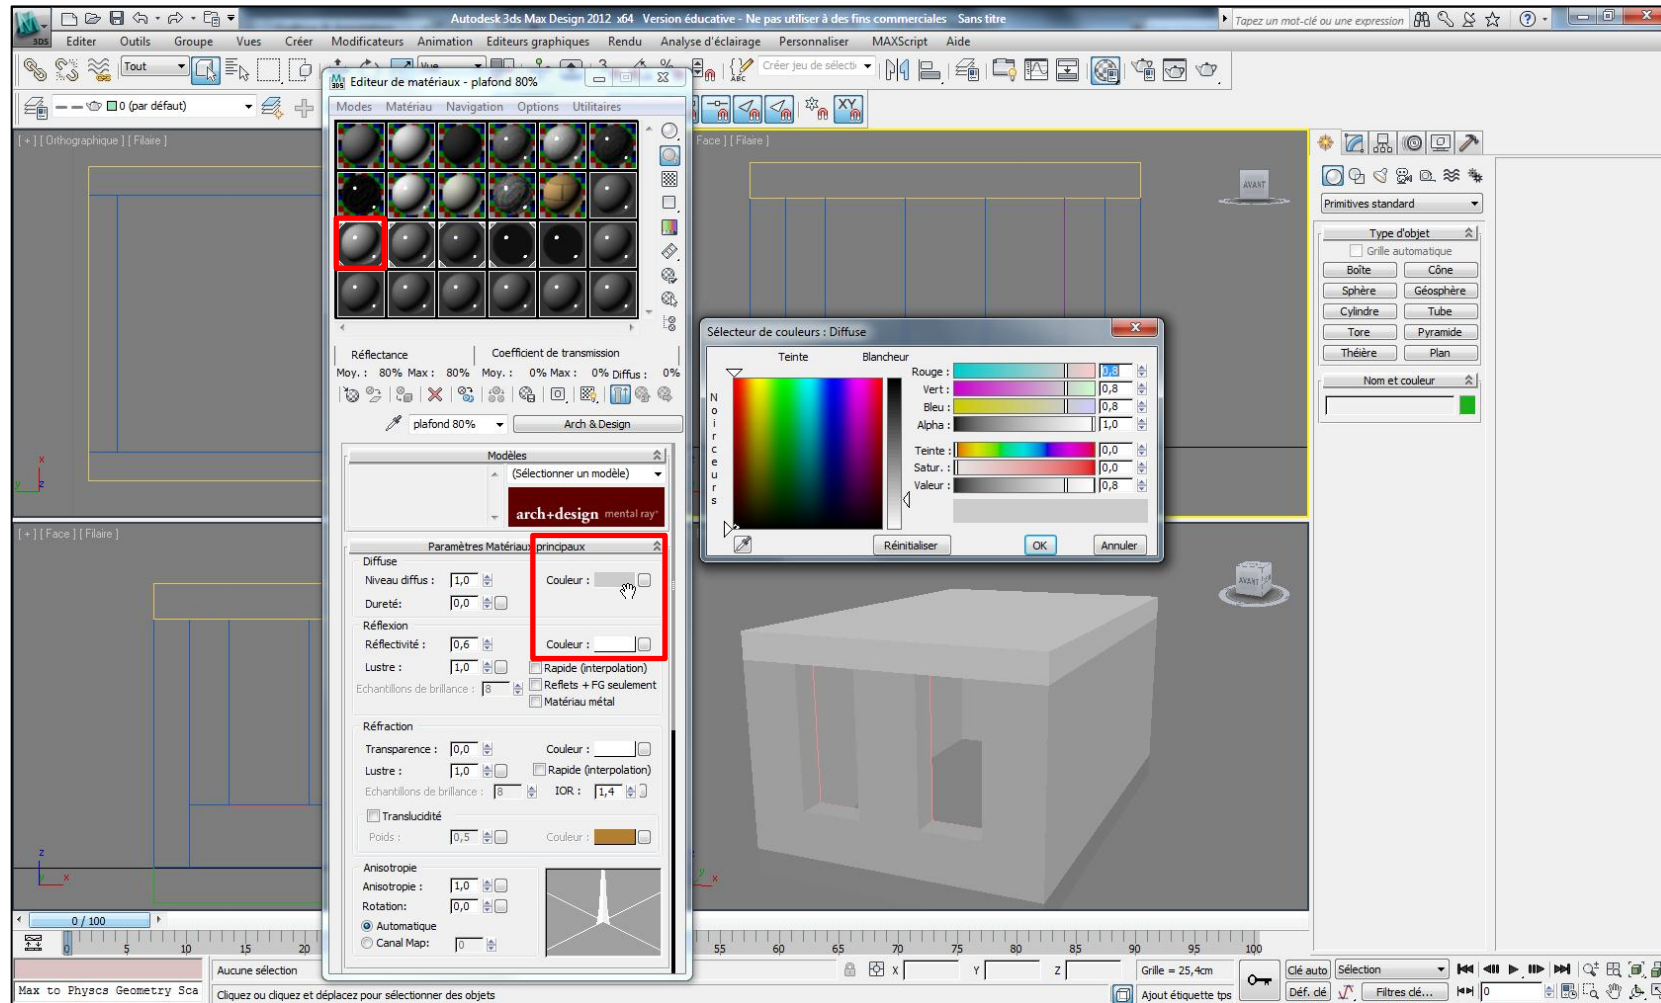 Autodesk 3ds Max Design 2012 x64 Version éducative - Ne pas utiliser à des fins commerciales Sans titre
Tapez un mot-clé ou une expression
3DS
Editer Outils Groupe Vues Créer Modificateurs Animation Editeurs graphiques Rendu Analyse d'éclairage Personnaliser MAXScript Aide
Tout
Vue
3
%
ABC
Créer jeu de sélecti
0 (par défaut)
XY
Editeur de matériaux - plafond 80%
Modes Matériau Navigation Options Utilitaires
[ + ] [ Orthographique ] [ Filaire ]
Face ] [ Filaire ]
AVANT
Primitives standard
Type d'objet
Grille automatique
Boîte Cône
Sphère Géosphère
Cylindre Tube
Tore Pyramide
Théière Plan
Nom et couleur
Réflectance Coefficient de transmission
Moy. : 80% Max : 80% Moy. : 0% Max : 0% Diffus : 0%
plafond 80% Arch & Design
Modèles
(Sélectionner un modèle)
arch+design mental ray
Sélecteur de couleurs : Diffuse
Teinte Blancheur
Noirceurs
Rouge : 0,8
Vert : 0,8
Bleu : 0,8
Alpha : 1,0
Teinte : 0,0
Satur. : 0,0
Valeur : 0,8
Réinitialiser OK Annuler
x
y z
[ + ] [ Face ] [ Filaire ]
AVANT
Paramètres Matériaux principaux
Diffuse
Niveau diffus : 1,0 Couleur :
Dureté: 0,0
Réflexion
Réflectivité : 0,6 Couleur :
Lustre : 1,0 Rapide (interpolation)
Echantillons de brillance : 8 Reflets + FG seulement
Matériau métal
Réfraction
Transparence : 0,0 Couleur :
Lustre : 1,0 Rapide (interpolation)
Echantillons de brillance : 8 IOR : 1,4
Translucidité
Poids : 0,5 Couleur :
Anisotropie
Anisotropie : 1,0
Rotation: 0,0
Automatique
Canal Map: 0
z
y x
y x
0 / 100
0 5 10 15 20 55 60 65 70 75 80 85 90 95 100
Aucune sélection
X Y Z Grille = 25,4cm
Clé auto Sélection
Max to Physcs Geometry Sca
Cliquez ou cliquez et déplacez pour sélectionner des objets
Ajout étiquette tps
Déf. clé Filtres clé... 0